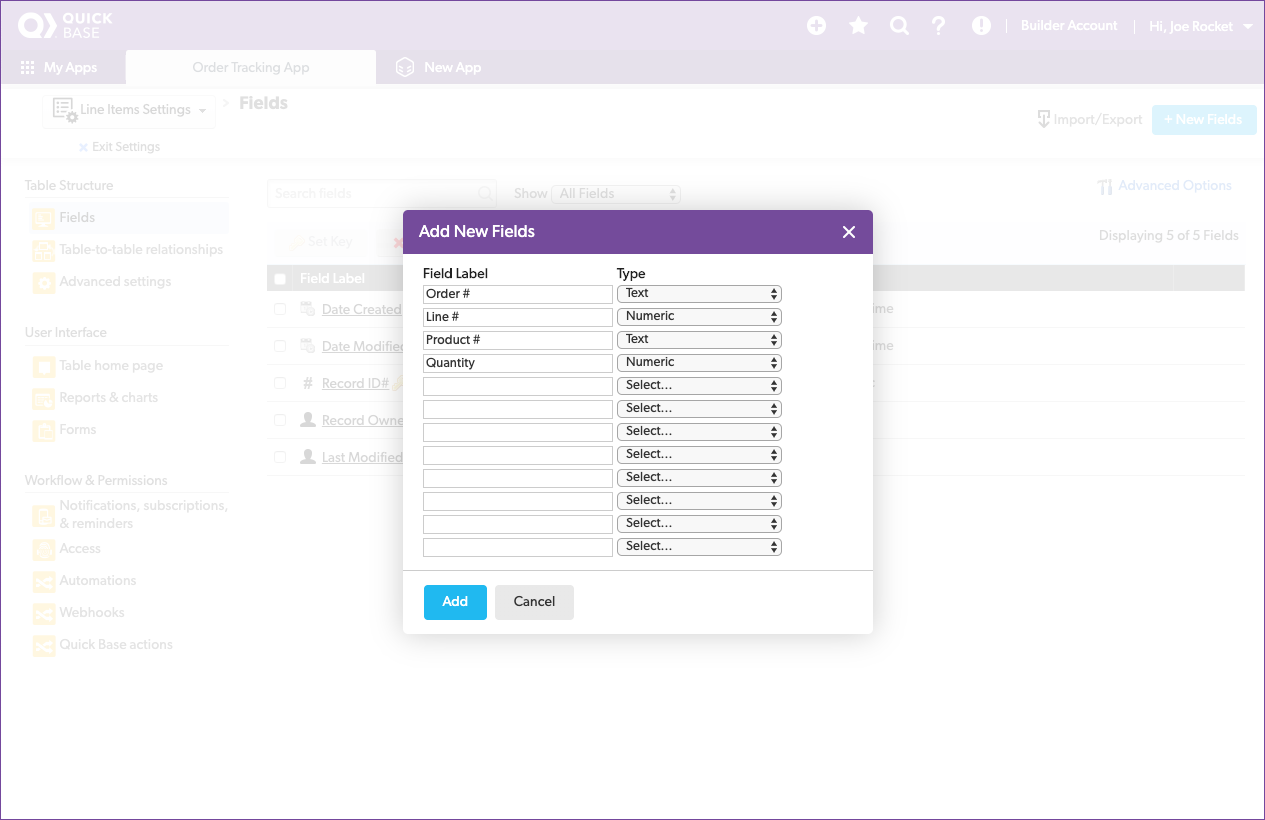 QUICK
BASE
Builder Account
Hi, Joe Rocket
My Apps
Order Tracking App
New App
Line Items Settings
Fields
Import/Export
+ New Fields
Exit Settings
Table Structure
Fields
Table-to-table relationships
Advanced settings
User Interface
Table home page
Reports & charts
Forms
Workflow & Permissions
Notifications, subscriptions,
& reminders
Access
Automations
Webhooks
Quick Base actions
Search fields
Show All Fields
Advanced Options
Set Key
Displaying 5 of 5 Fields
Field Label
Date Created
Date Modified
# Record ID#
Record Owne
Last Modified
Add New Fields
Field Label Type
Order # Text
Line # Numeric
Product # Text
Quantity Numeric
Select...
Select...
Select...
Select...
Select...
Select...
Select...
Select...
Add Cancel